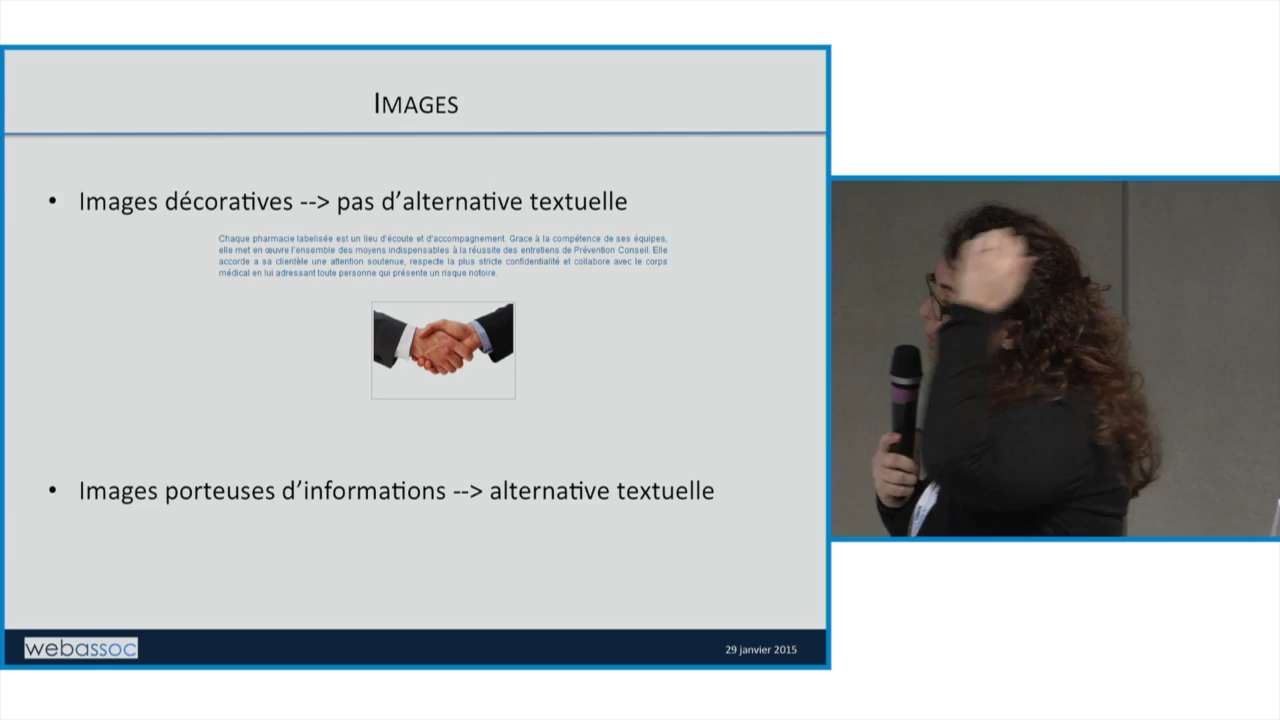 IMAGES
• Images décoratives --> pas d’alternative textuelle
Chaque pharmacie labelisée est un lieu d'écoute et d'accompagnement. Grace à la compétence de ses équipes,
elle met en œuvre l'ensemble des moyens indispensables à la réussite des entretiens de Prévention Conseil. Elle
accorde a sa clientèle une attention soutenue, respecte la plus stricte confidentialité et collabore avec le corps
médical en lui adressant toute personne qui présente un risque notoire.
• Images porteuses d’informations --> alternative textuelle
webassoc
29 janvier 2015